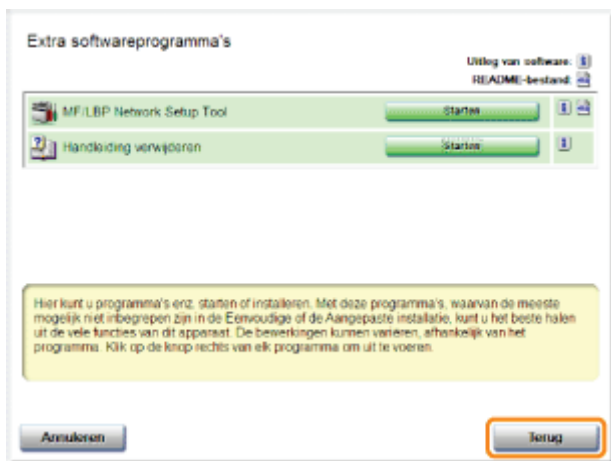 Extra softwareprogramma's
Uitleg van software:
README-bestand:
MF/LBP Network Setup Tool
Starten
Handleiding verwijderen
Starten
Hier kunt u programma's enz. starten of installeren. Met deze programma's, waarvan de meeste
mogelijk niet inbegrepen zijn in de Eenvoudige of de Aangepaste installatie, kunt u het beste halen
uit de vele functies van dit apparaat. De bewerkingen kunnen variëren, afhankelijk van het
programma. Klik op de knop rechts van elk programma om uit te voeren.
Annuleren
Terug